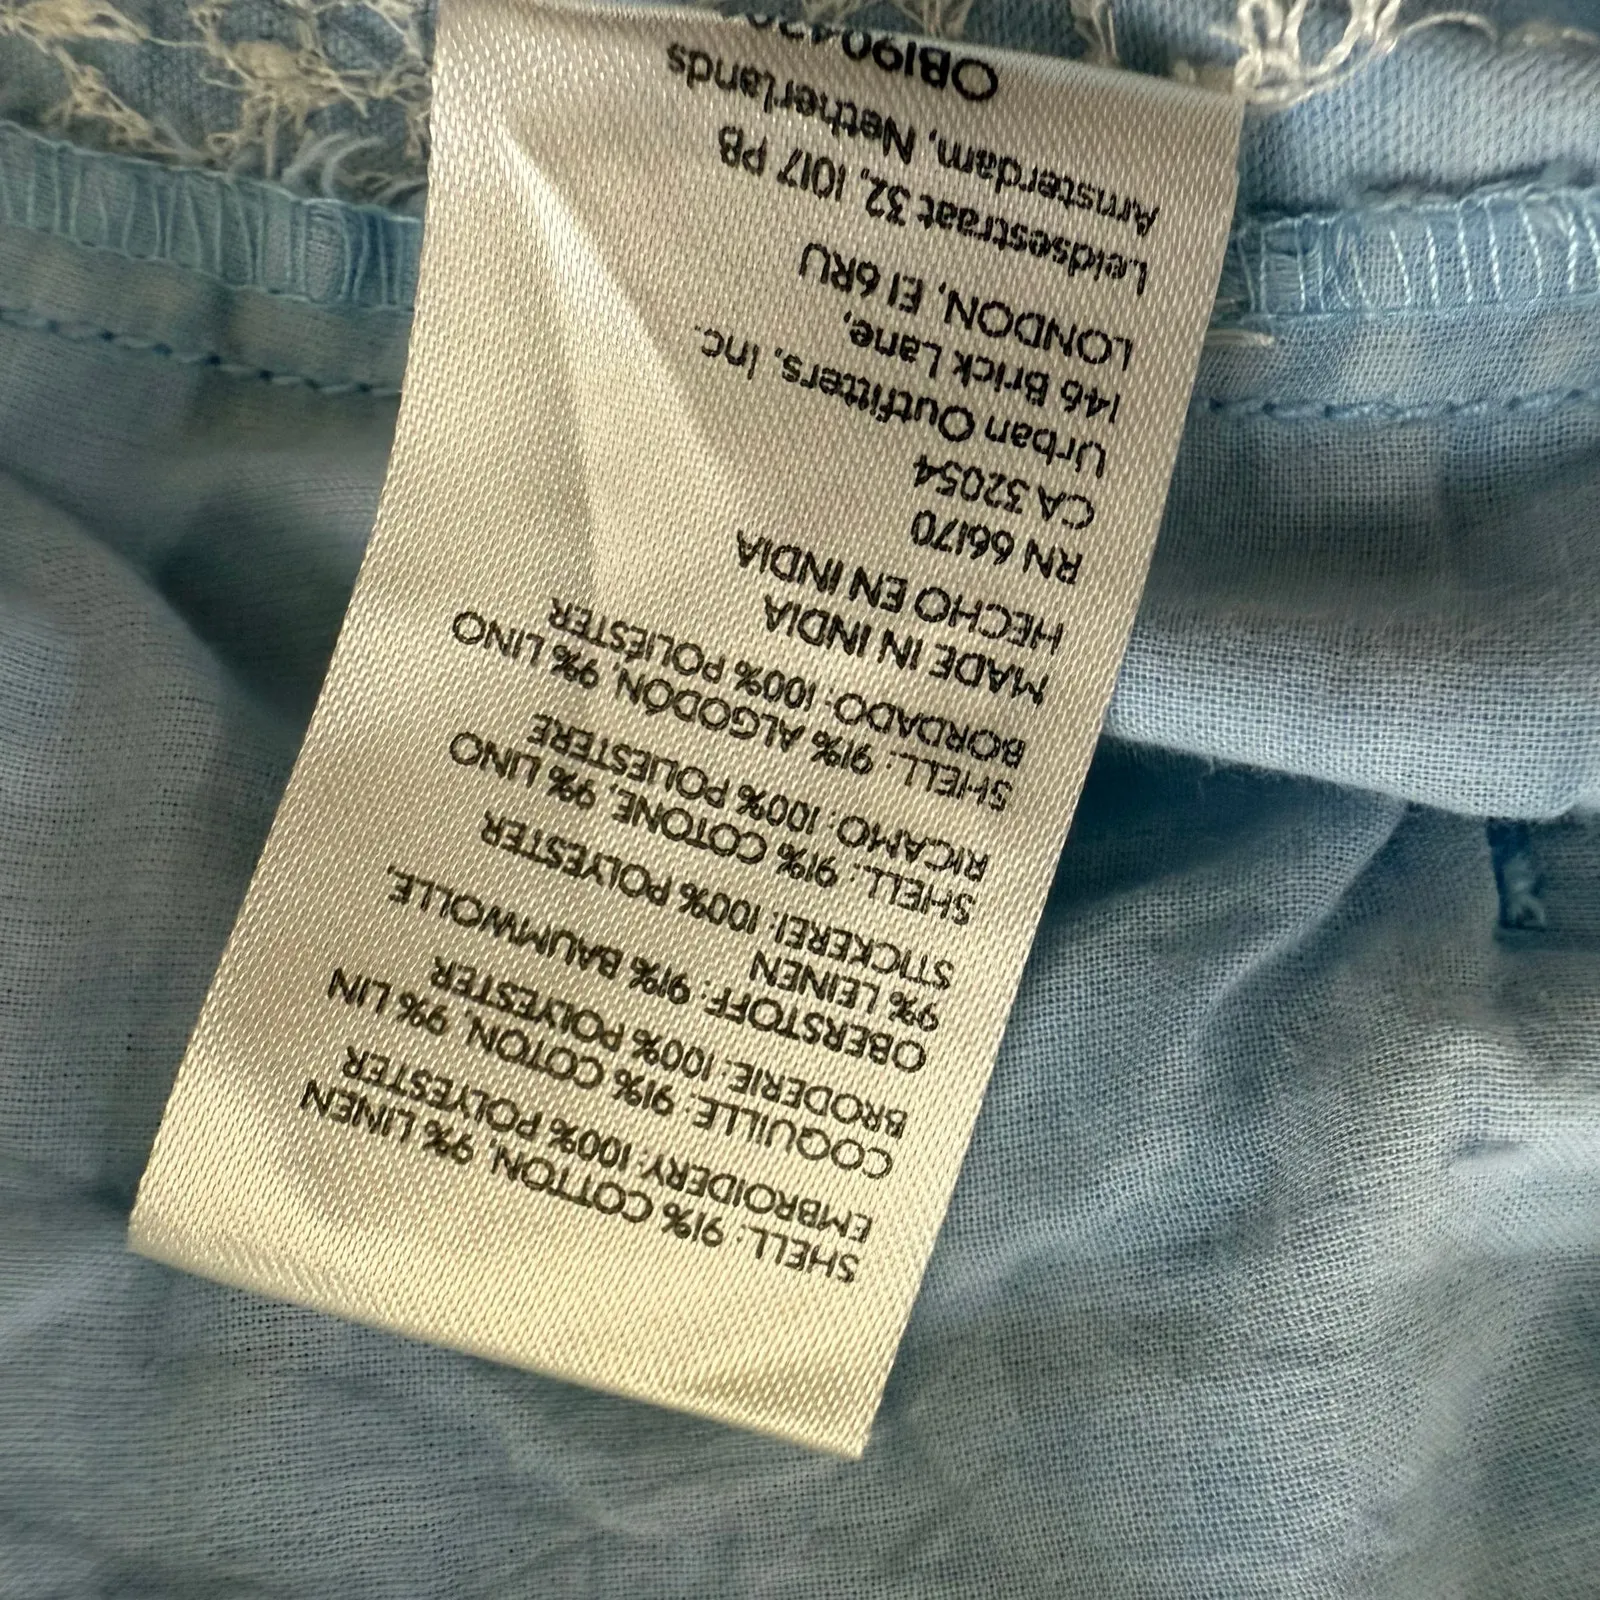 SHELL: 91% COTTON, 9% LINEN
EMBROIDERY: 100% POLYESTER
COQUILLE: 91% COTON, 9% LIN
BRODERIE: 100% POLYESTER
OBERSTOFF: 91% BAUMWOLLE
9% LEINEN
STICKEREI: 100% POLYESTER
SHELL: 91% COTONE, 9% LINO
RICAMO: 100% POLIESTERE
SHELL: 91% ALGODÓN, 9% LINO
BORDADO: 100% POLIÉSTER
MADE IN INDIA
HECHO EN INDIA
RN 66170
CA 32054
Urban Outfitters, Inc.
146 Brick Lane,
LONDON, E1 6RU
Leidsestraat 32, 1017 PB
Amsterdam, Netherlands